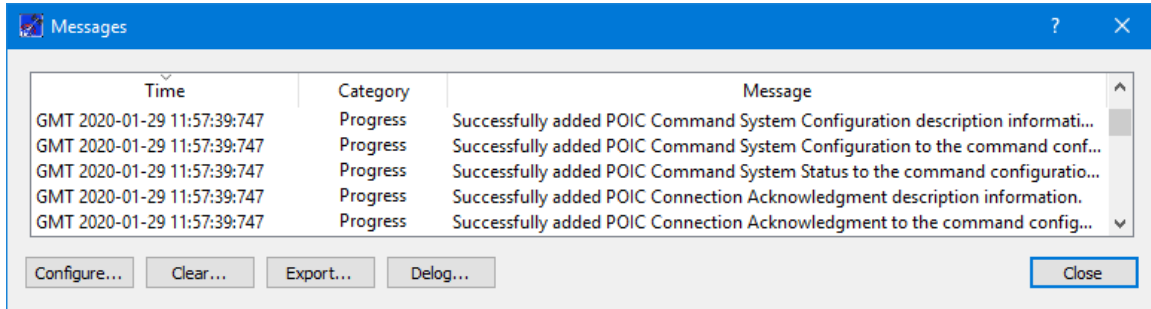 Messages
Time Category Message
GMT 2020-01-29 11:57:39:747 Progress Successfully added POIC Command System Configuration description informati...
GMT 2020-01-29 11:57:39:747 Progress Successfully added POIC Command System Configuration to the command conf...
GMT 2020-01-29 11:57:39:747 Progress Successfully added POIC Command System Status to the command configuratio...
GMT 2020-01-29 11:57:39:747 Progress Successfully added POIC Connection Acknowledgment description information.
GMT 2020-01-29 11:57:39:747 Progress Successfully added POIC Connection Acknowledgment to the command config...
Configure... Clear... Export... Delog... Close